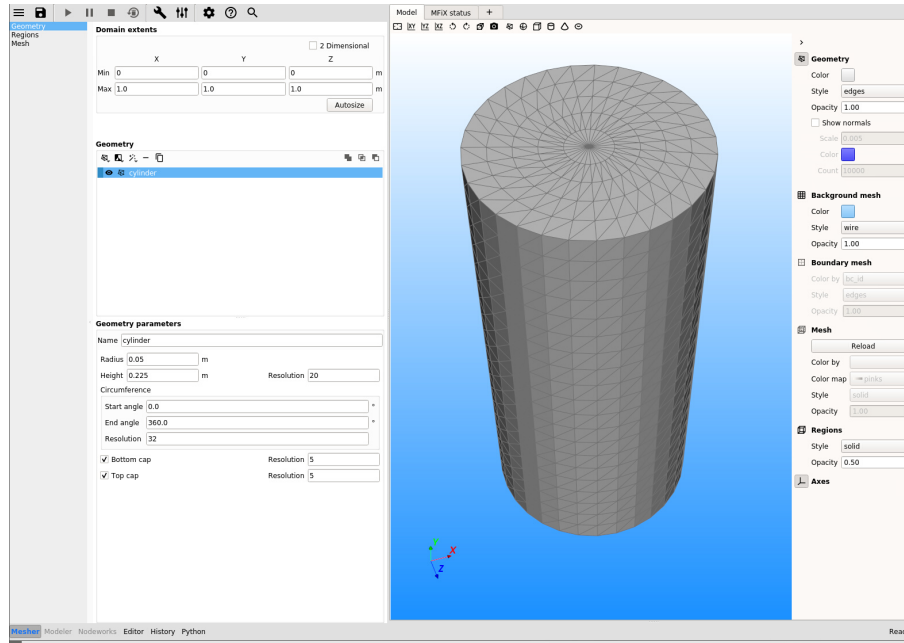 Geometry
Regions
Mesh
Domain extents
2 Dimensional
X Y Z
Min 0 0 0 m
Max 1.0 1.0 1.0 m
Autosize
Geometry
cylinder
Geometry parameters
Name cylinder
Radius 0.05 m
Height 0.225 m Resolution 20
Circumference
Start angle 0.0 °
End angle 360.0 °
Resolution 32
Bottom cap Resolution 5
Top cap Resolution 5
Model MFiX status +
XY YZ XZ
Y
X
Z
Geometry
Color
Style edges
Opacity 1.00
Show normals
Scale 0.005
Color
Count 10000
Background mesh
Color
Style wire
Opacity 1.00
Boundary mesh
Color by bc_id
Style edges
Opacity 1.00
Mesh
Reload
Color by
Color map pinks
Style solid
Opacity 1.00
Regions
Style solid
Opacity 0.50
Axes
Mesher Modeler Nodeworks Editor History Python